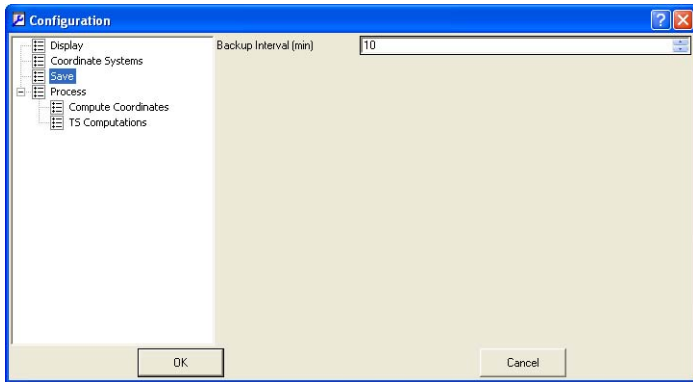 Configuration
Display
Coordinate Systems
Save
Process
Compute Coordinates
TS Computations
Backup Interval (min)
10
OK
Cancel